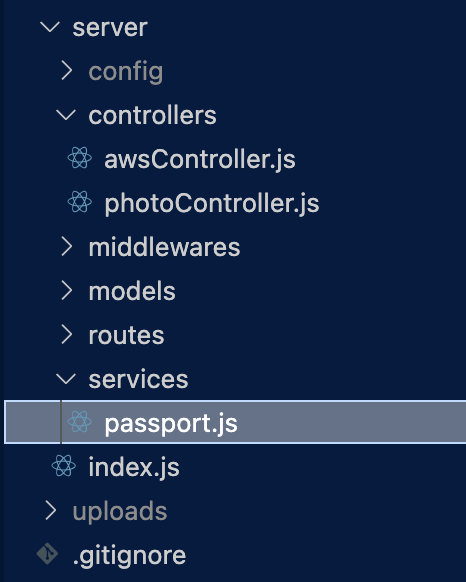 server
config
controllers
awsController.js
photoController.js
middlewares
models
routes
services
passport.js
index.js
uploads
.gitignore